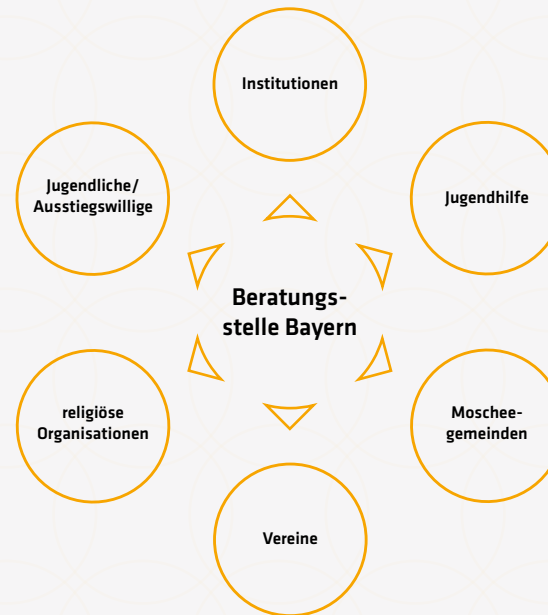 Institutionen
Jugendliche/
Ausstiegswillige
Jugendhilfe
Beratungs-
stelle Bayern
religiöse
Organisationen
Moschee-
gemeinden
Vereine